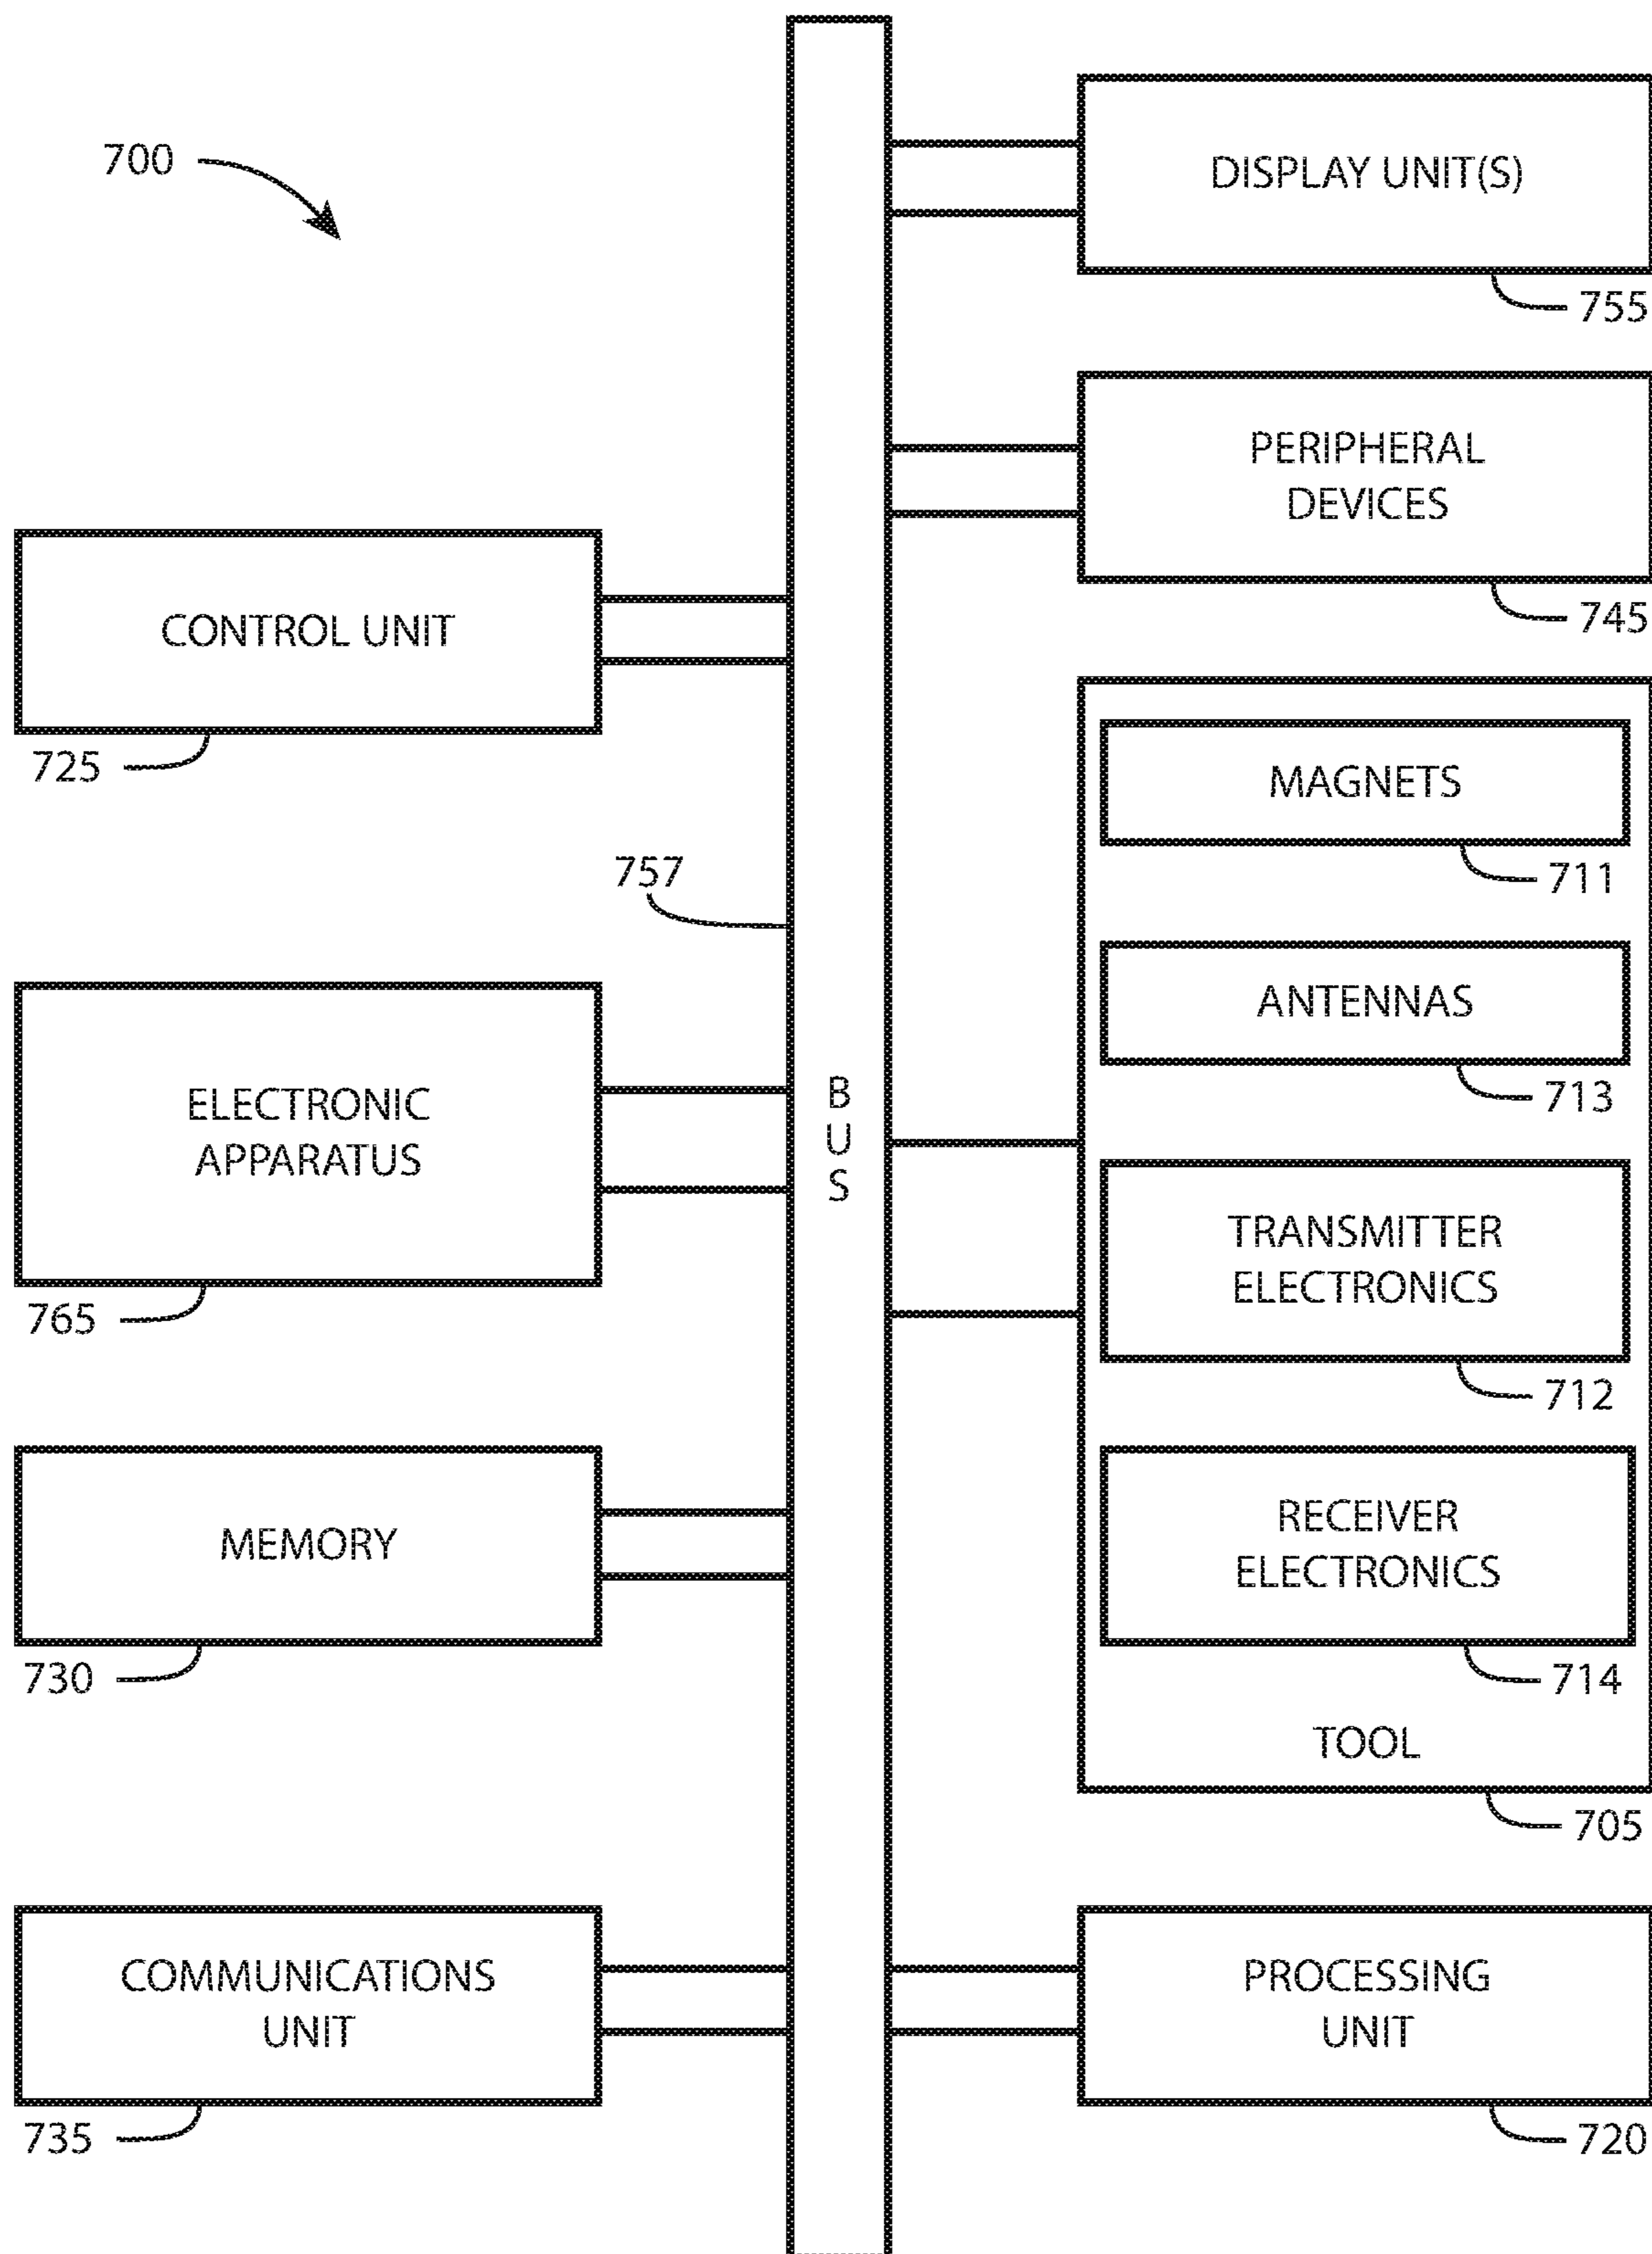 700
DISPLAY UNIT(S)
755
PERIPHERAL
DEVICES
745
CONTROL UNIT
725
MAGNETS
711
757
ANTENNAS
713
ELECTRONIC
APPARATUS
765
B
U
S
TRANSMITTER
ELECTRONICS
712
MEMORY
730
RECEIVER
ELECTRONICS
714
TOOL
705
COMMUNICATIONS
UNIT
735
PROCESSING
UNIT
720